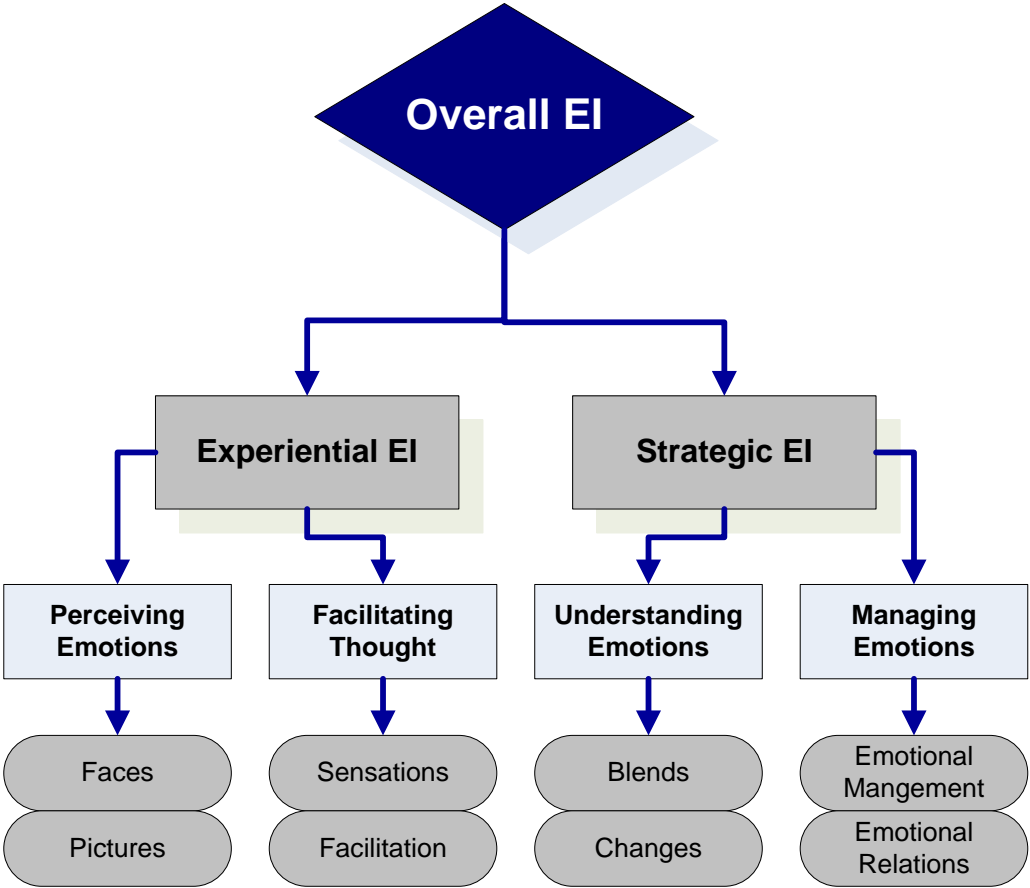 Overall EI
Experiential EI
Strategic EI
Perceiving
Emotions
Facilitating
Thought
Understanding
Emotions
Managing
Emotions
Faces
Sensations
Blends
Emotional
Mangement
Pictures
Facilitation
Changes
Emotional
Relations